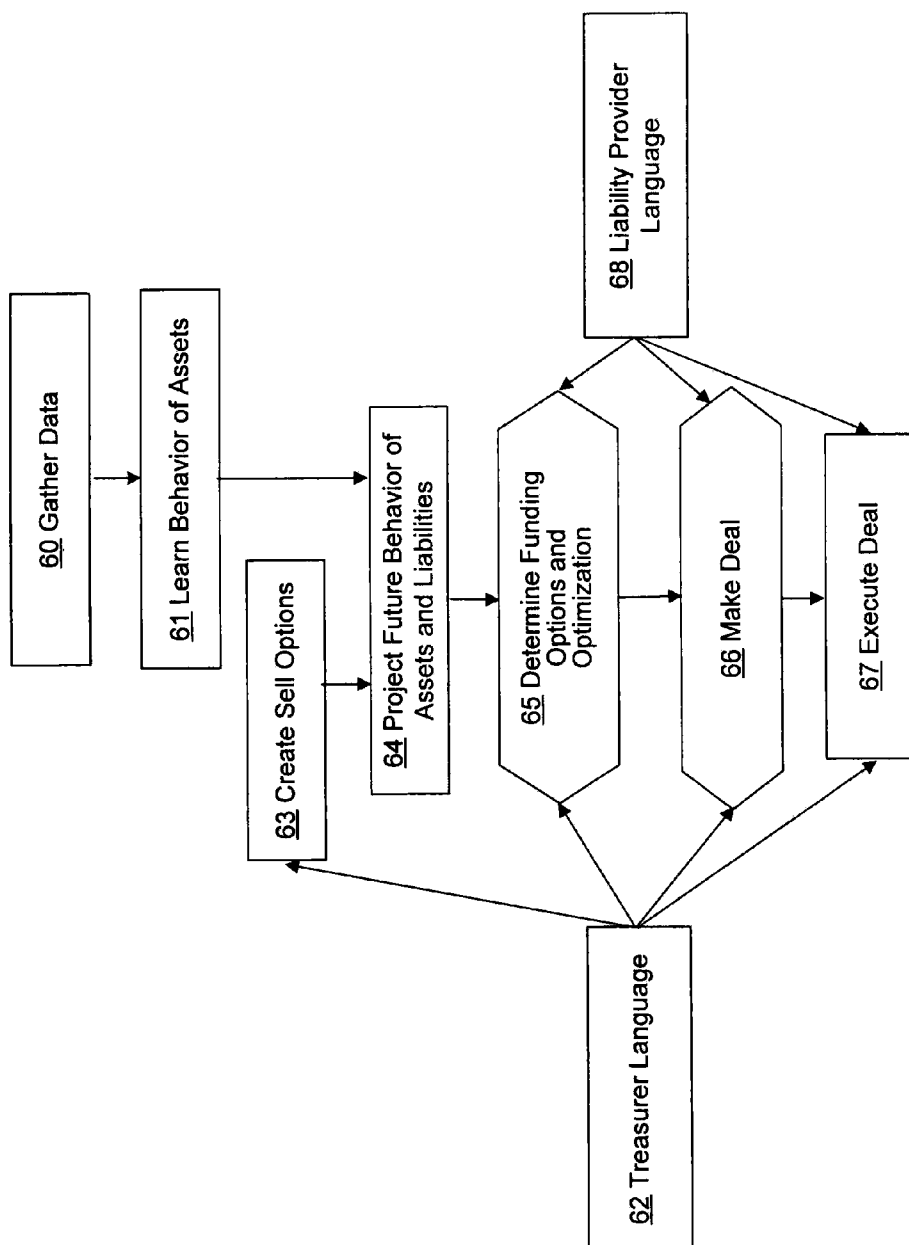 60 Gather Data
61 Learn Behavior of Assets
63 Create Sell Options
64 Project Future Behavior of
Assets and Liabilities
65 Determine Funding
Options and
Optimization
66 Make Deal
67 Execute Deal
62 Treasurer Language
68 Liability Provider
Language